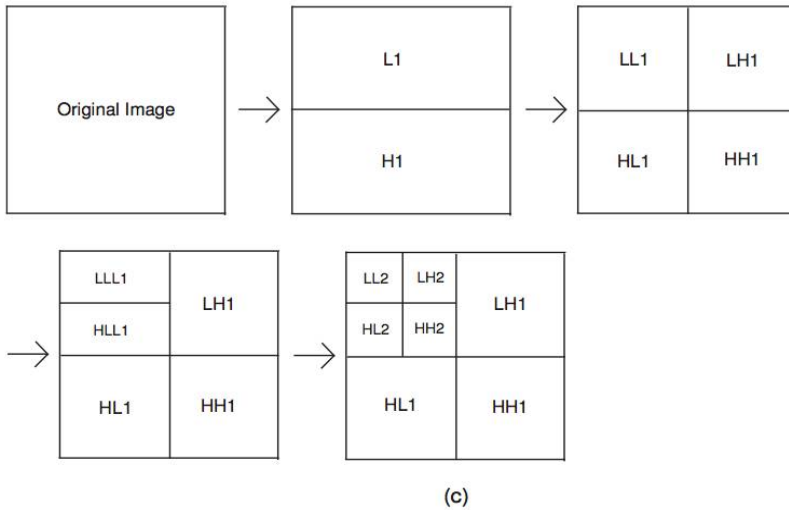 Original Image
L1
H1
LL1 LH1
HL1 HH1
LLL1
HLL1
LH1
HL1 HH1
LL2 LH2
HL2 HH2
LH1
HL1 HH1
(c)